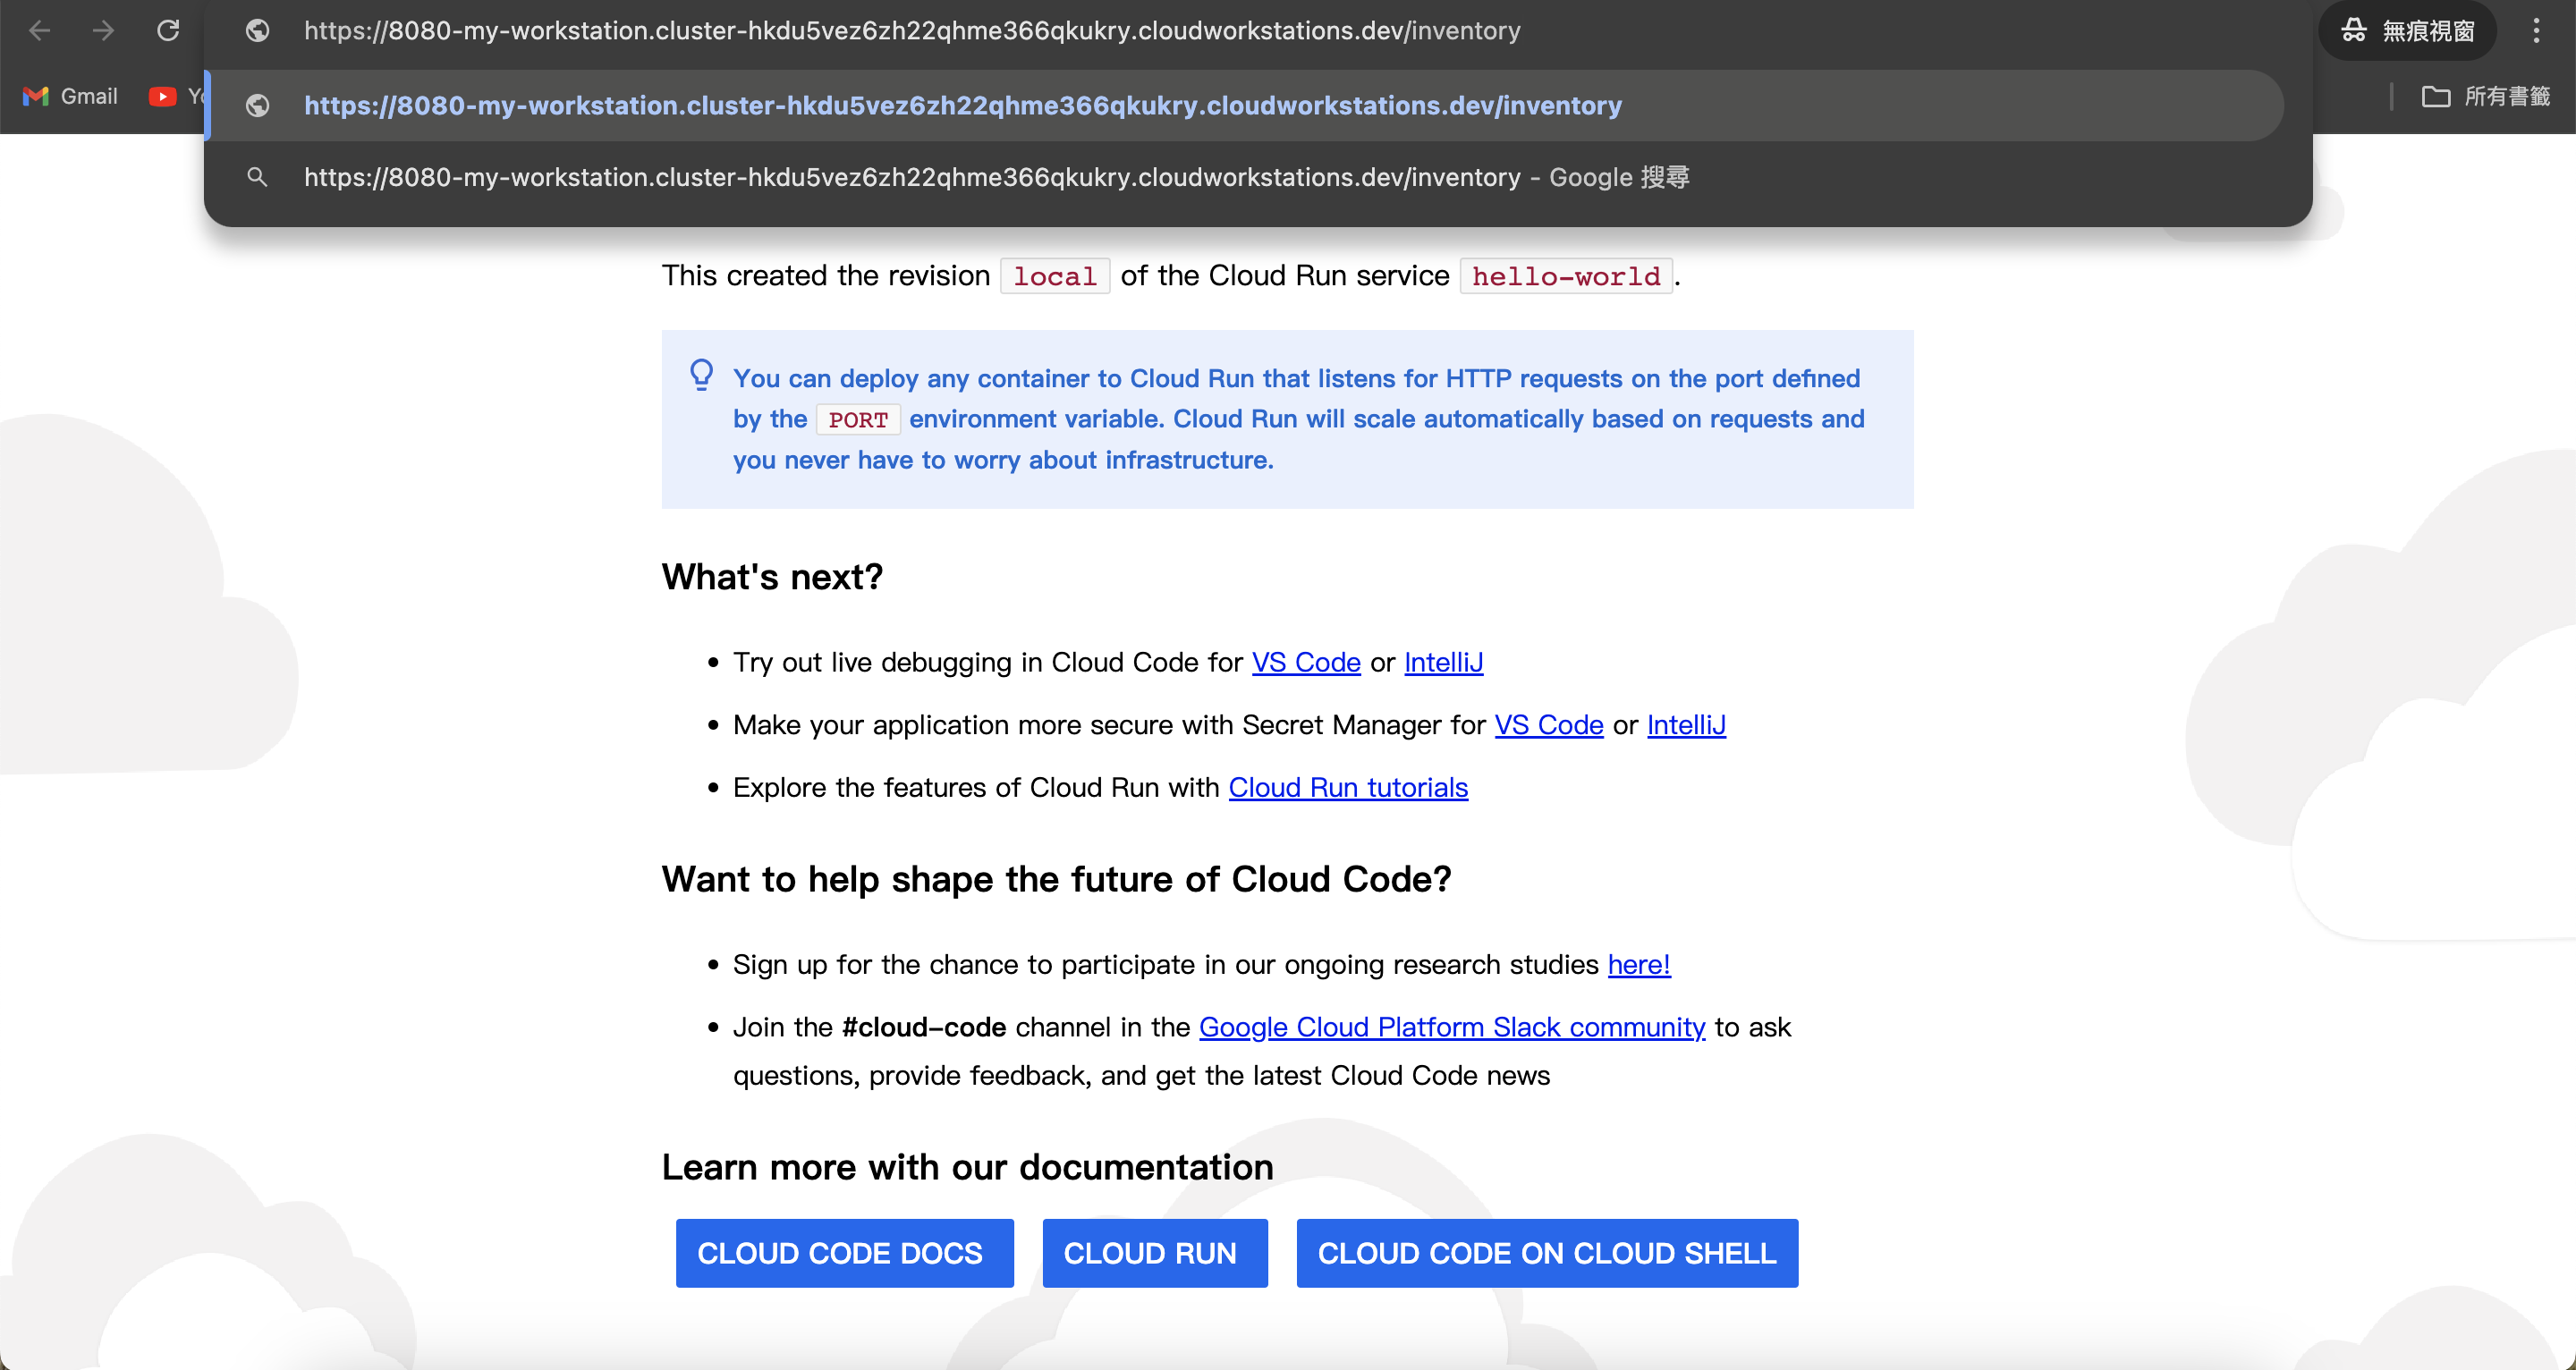 https://8080-my-workstation.cluster-hkdu5vez6zh22qhme366qkukry.cloudworkstations.dev/inventory
無痕視窗
Gmail
https://8080-my-workstation.cluster-hkdu5vez6zh22qhme366qkukry.cloudworkstations.dev/inventory
所有書籤
https://8080-my-workstation.cluster-hkdu5vez6zh22qhme366qkukry.cloudworkstations.dev/inventory - Google 搜尋
This created the revision local of the Cloud Run service hello-world.
You can deploy any container to Cloud Run that listens for HTTP requests on the port defined
by the PORT environment variable. Cloud Run will scale automatically based on requests and
you never have to worry about infrastructure.
What's next?
• Try out live debugging in Cloud Code for VS Code or IntelliJ
• Make your application more secure with Secret Manager for VS Code or IntelliJ
• Explore the features of Cloud Run with Cloud Run tutorials
Want to help shape the future of Cloud Code?
• Sign up for the chance to participate in our ongoing research studies here!
• Join the #cloud-code channel in the Google Cloud Platform Slack community to ask
questions, provide feedback, and get the latest Cloud Code news
Learn more with our documentation
CLOUD CODE DOCS
CLOUD RUN
CLOUD CODE ON CLOUD SHELL